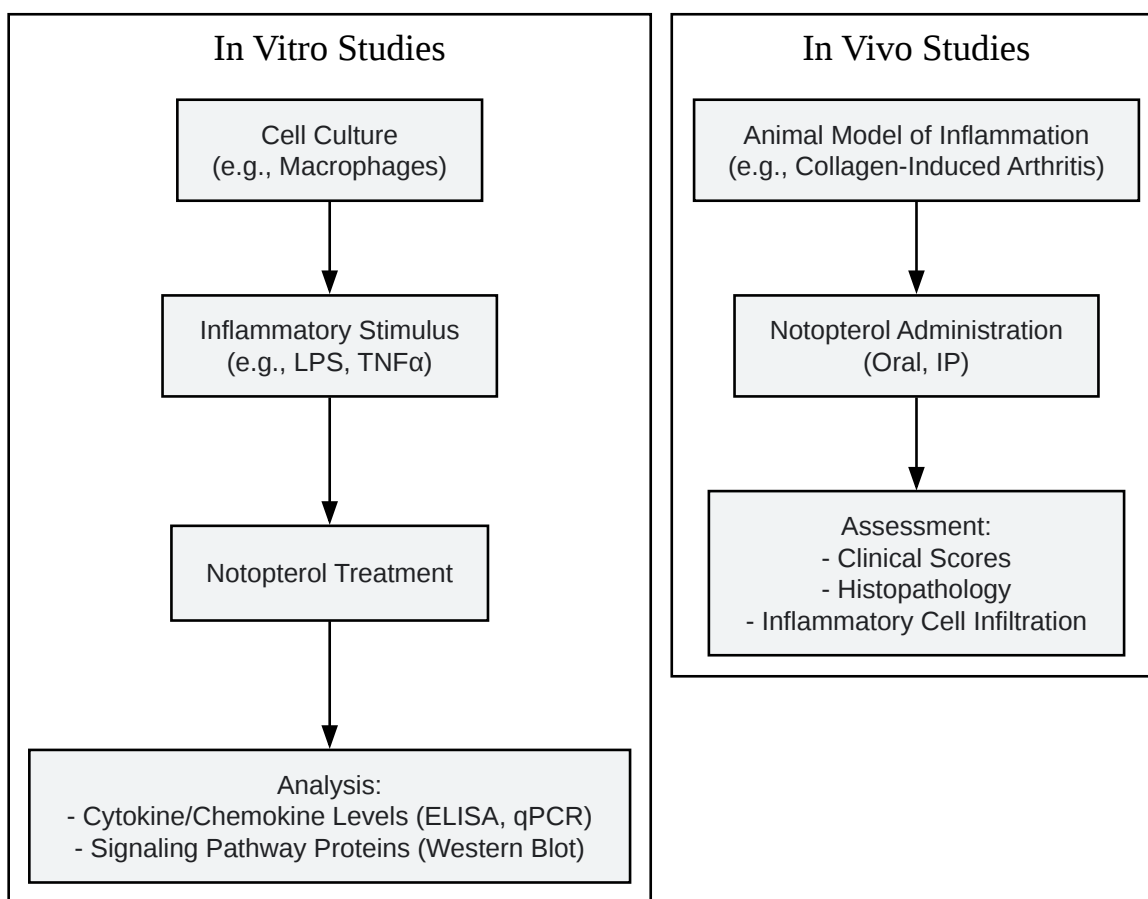 In Vitro Studies
Cell Culture
(e.g., Macrophages)
Inflammatory Stimulus
(e.g., LPS, TNFα)
Notopterol Treatment
Analysis:
- Cytokine/Chemokine Levels (ELISA, qPCR)
- Signaling Pathway Proteins (Western Blot)
In Vivo Studies
Animal Model of Inflammation
(e.g., Collagen-Induced Arthritis)
Notopterol Administration
(Oral, IP)
Assessment:
- Clinical Scores
- Histopathology
- Inflammatory Cell Infiltration